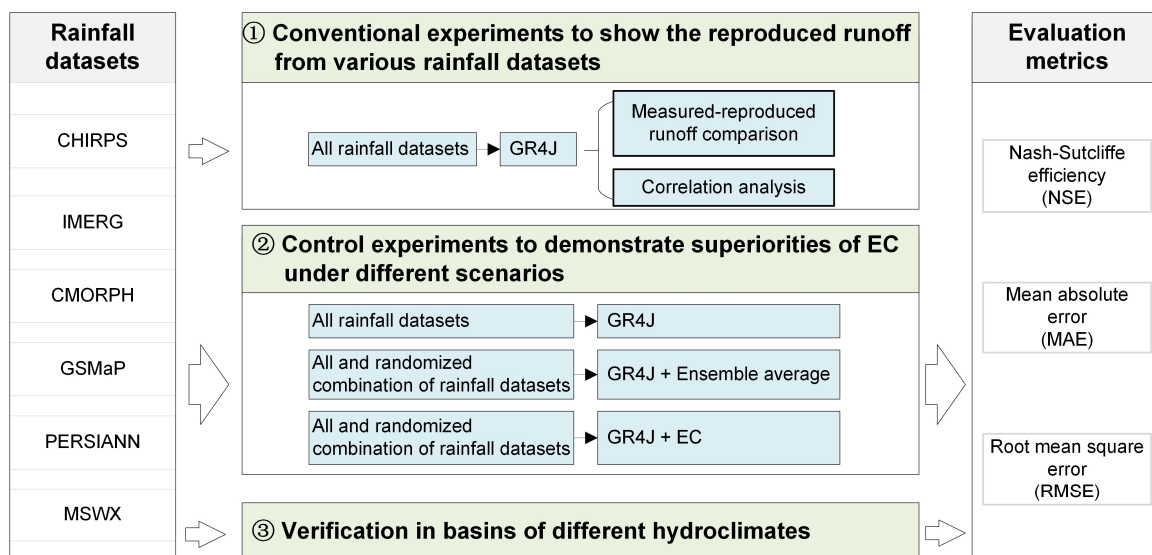 Rainfall
datasets
CHIRPS
IMERG
CMORPH
GSMaP
PERSIANN
MSWX
① Conventional experiments to show the reproduced runoff
from various rainfall datasets
All rainfall datasets
GR4J
Measured-reproduced
runoff comparison
Correlation analysis
② Control experiments to demonstrate superiorities of EC
under different scenarios
All rainfall datasets
GR4J
All and randomized
combination of rainfall datasets
GR4J + Ensemble average
All and randomized
combination of rainfall datasets
GR4J + EC
③ Verification in basins of different hydroclimates
Evaluation
metrics
Nash-Sutcliffe
efficiency
(NSE)
Mean absolute
error
(MAE)
Root mean square
error
(RMSE)